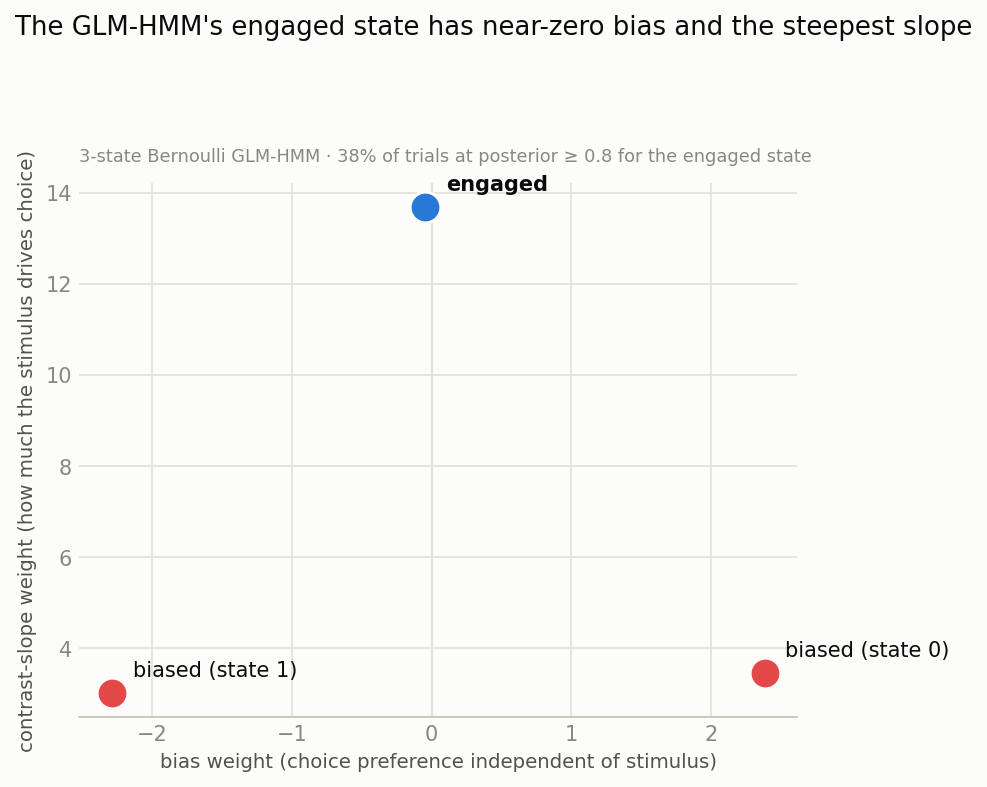 The GLM-HMM's engaged state has near-zero bias and the steepest slope
3-state Bernoulli GLM-HMM · 38% of trials at posterior ≥ 0.8 for the engaged state
contrast-slope weight (how much the stimulus drives choice)
14
12
10
8
6
4
engaged
biased (state 1)
biased (state 0)
−2
−1
0
1
2
bias weight (choice preference independent of stimulus)